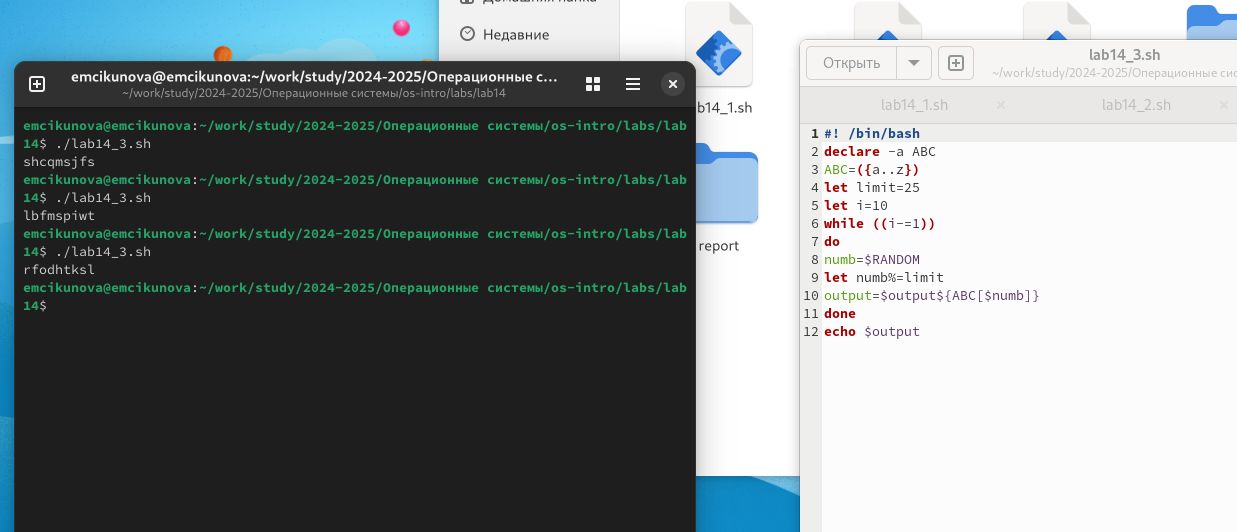 Домашняя папка
Недавние
lab14_1.sh
report
emcikunova@emcikunova:~/work/study/2024-2025/Операционные с…
~/work/study/2024-2025/Операционные системы/os-intro/labs/lab14
emcikunova@emcikunova:~/work/study/2024-2025/Операционные системы/os-intro/labs/lab
14$ ./lab14_3.sh
shcqmsjfs
emcikunova@emcikunova:~/work/study/2024-2025/Операционные системы/os-intro/labs/lab
14$ ./lab14_3.sh
lbfmspiwt
emcikunova@emcikunova:~/work/study/2024-2025/Операционные системы/os-intro/labs/lab
14$ ./lab14_3.sh
rfodhtksl
emcikunova@emcikunova:~/work/study/2024-2025/Операционные системы/os-intro/labs/lab
14$
Открыть
lab14_3.sh
~/work/study/2024-2025/Операционные сис
lab14_1.sh × lab14_2.sh ×
1 #! /bin/bash
2 declare -a ABC
3 ABC=({a..z})
4 let limit=25
5 let i=10
6 while ((i-=1))
7 do
8 numb=$RANDOM
9 let numb%=limit
10 output=$output${ABC[$numb]}
11 done
12 echo $output